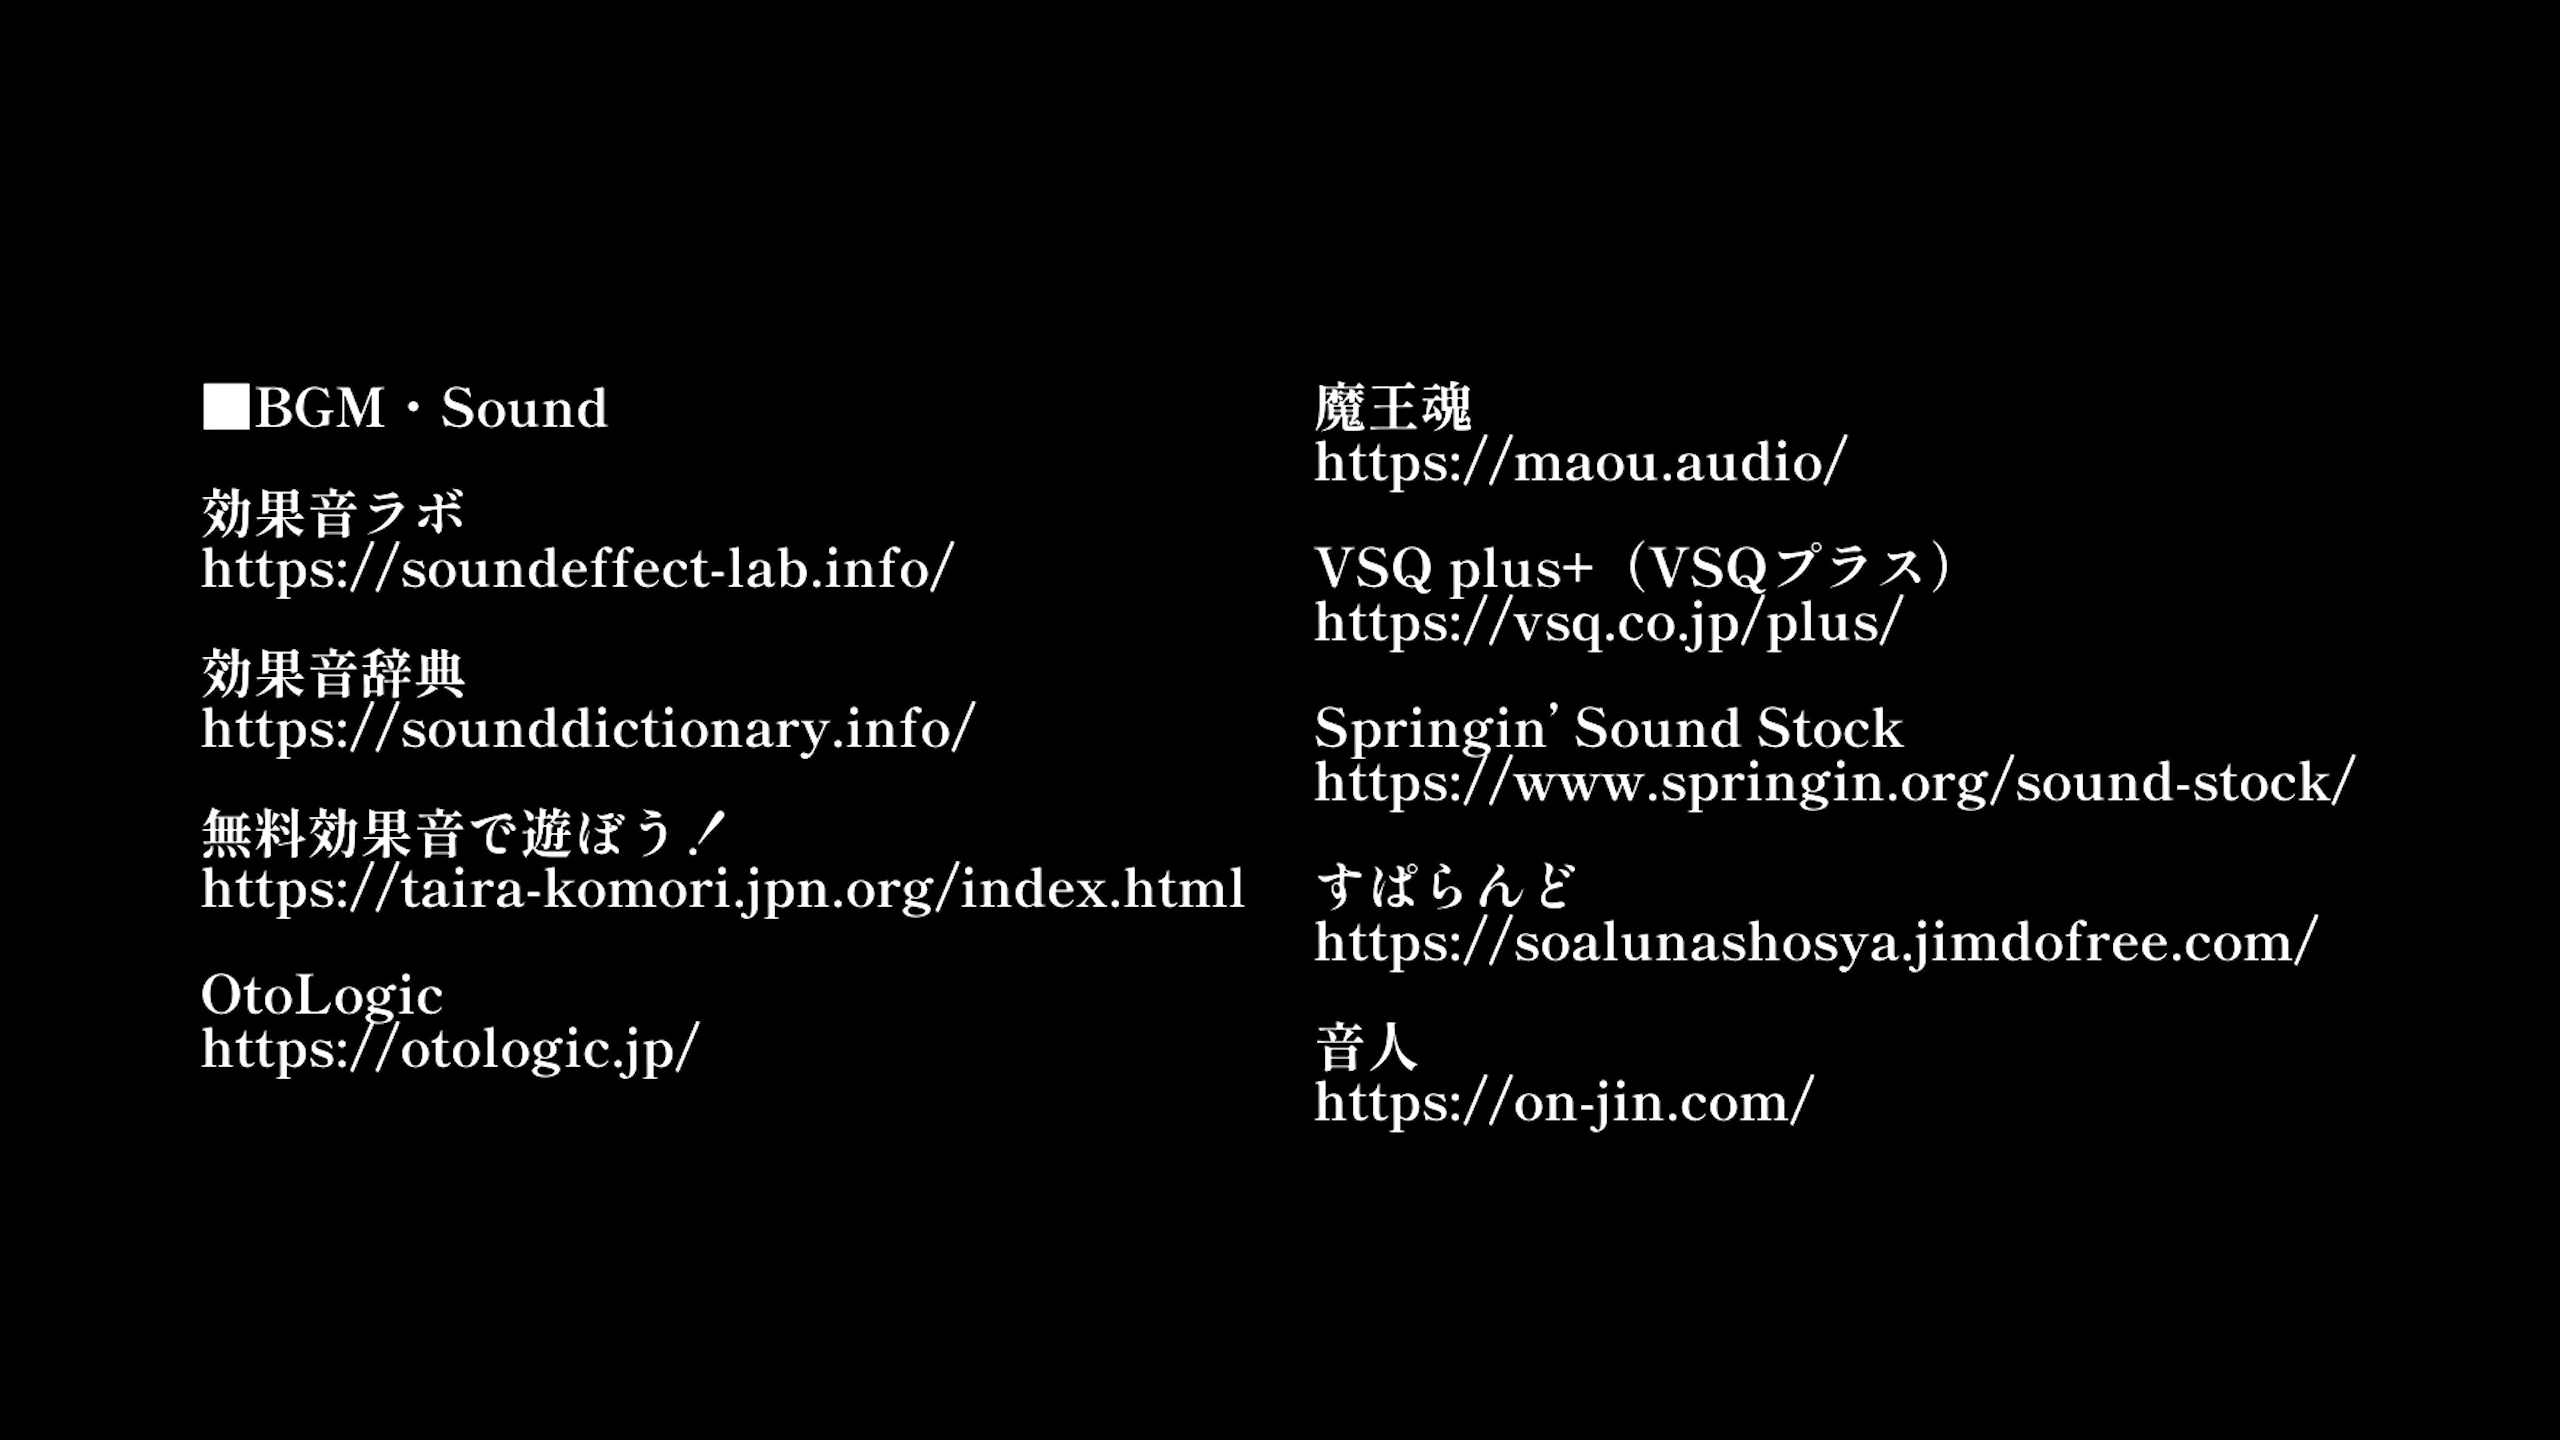 ■BGM・Sound
効果音ラボ
https://soundeffect-lab.info/
効果音辞典
https://sounddictionary.info/
無料効果音で遊ぼう！
https://taira-komori.jpn.org/index.html
OtoLogic
https://otologic.jp/
魔王魂
https://maou.audio/
VSQ plus+（VSQプラス）
https://vsq.co.jp/plus/
Springin’ Sound Stock
https://www.springin.org/sound-stock/
すぱらんど
https://soalunashosya.jimdofree.com/
音人
https://on-jin.com/